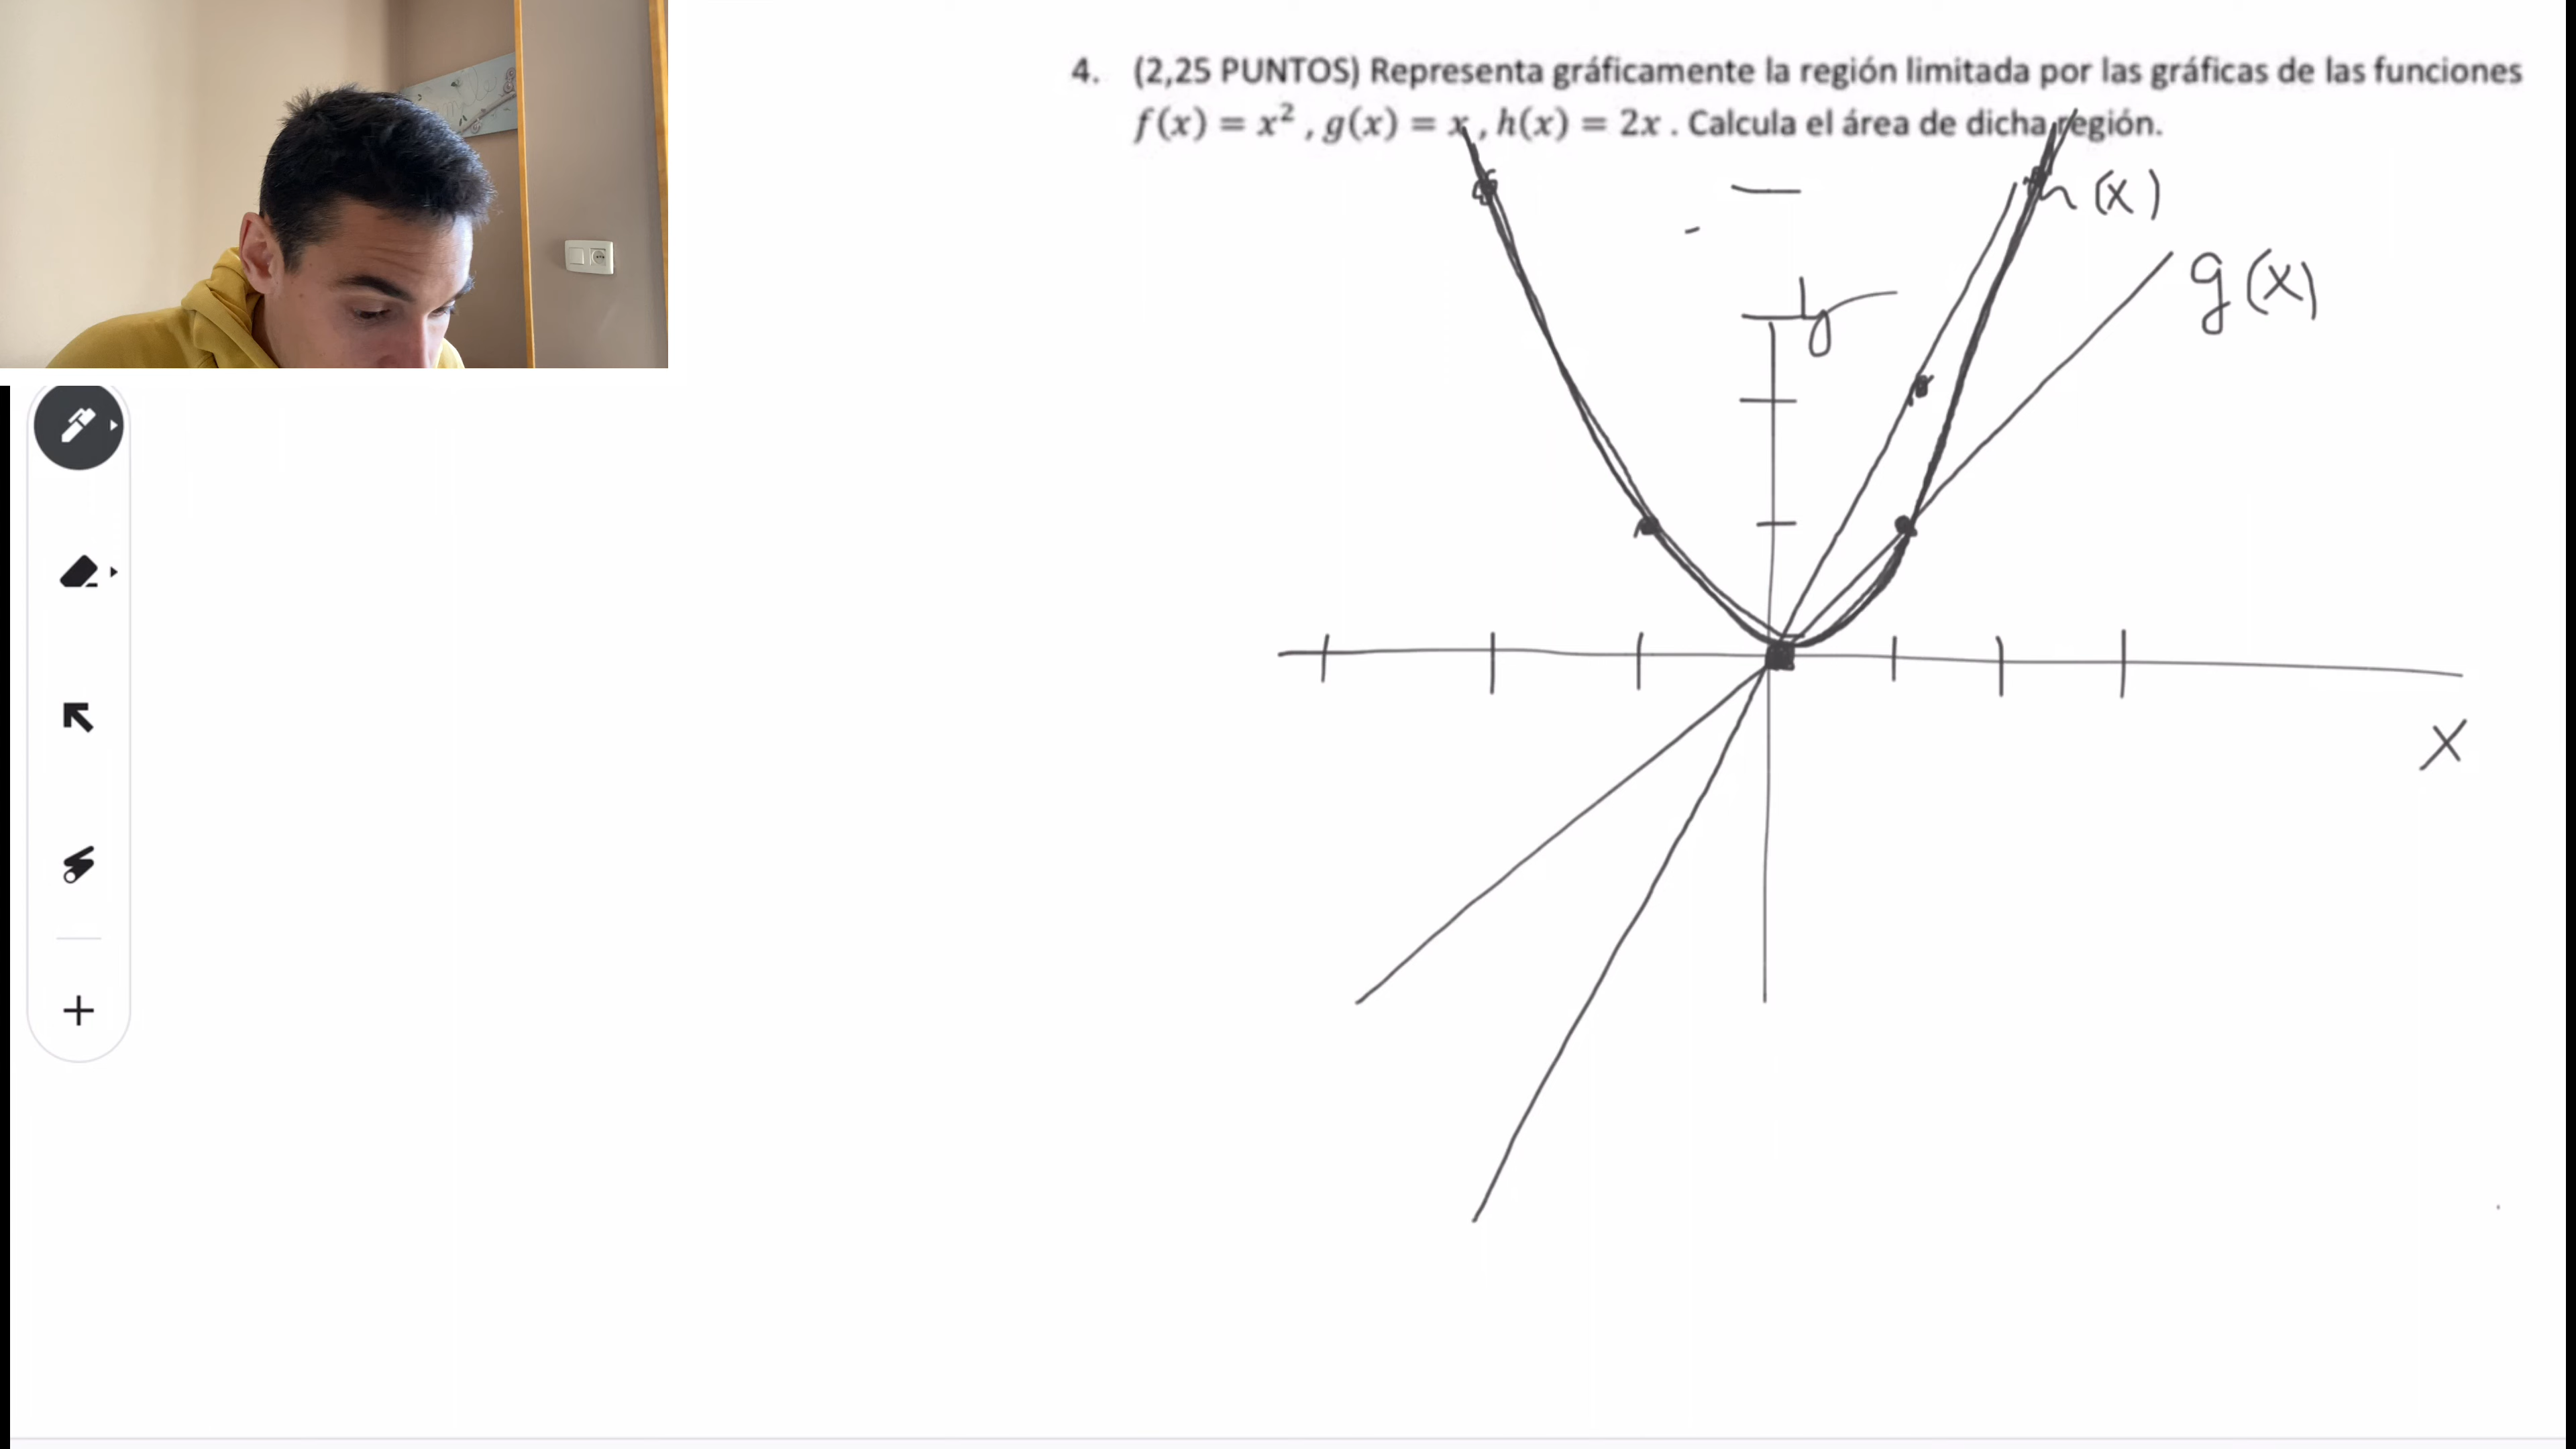 4. (2,25 PUNTOS) Representa gráficamente la región limitada por las gráficas de las funciones
f(x) = x² , g(x) = x , h(x) = 2x . Calcula el área de dicha región.
h(x)
g(x)
y
x